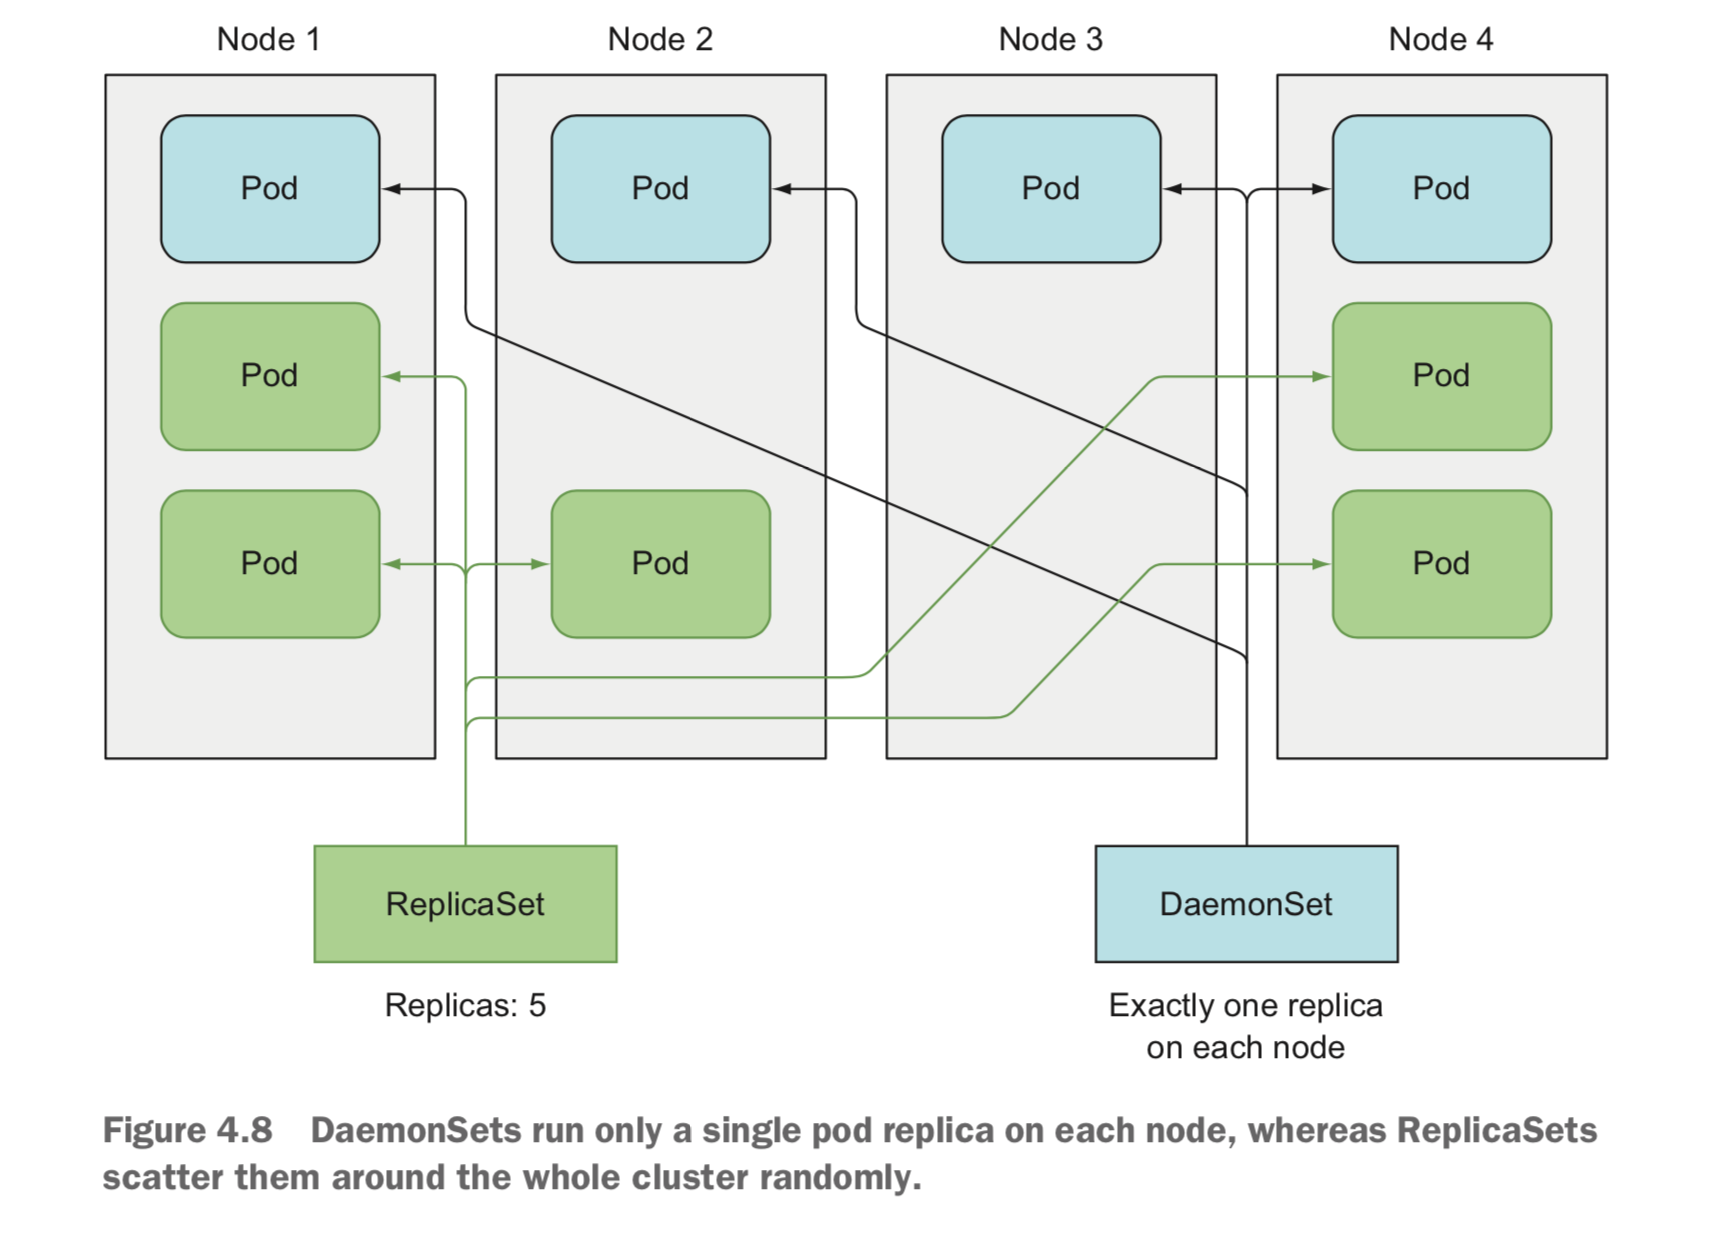 Node 1
Node 2
Node 3
Node 4
Pod
Pod
Pod
Pod
Pod
Pod
Pod
Pod
Pod
ReplicaSet
DaemonSet
Replicas: 5
Exactly one replica
on each node
Figure 4.8 DaemonSets run only a single pod replica on each node, whereas ReplicaSets
scatter them around the whole cluster randomly.